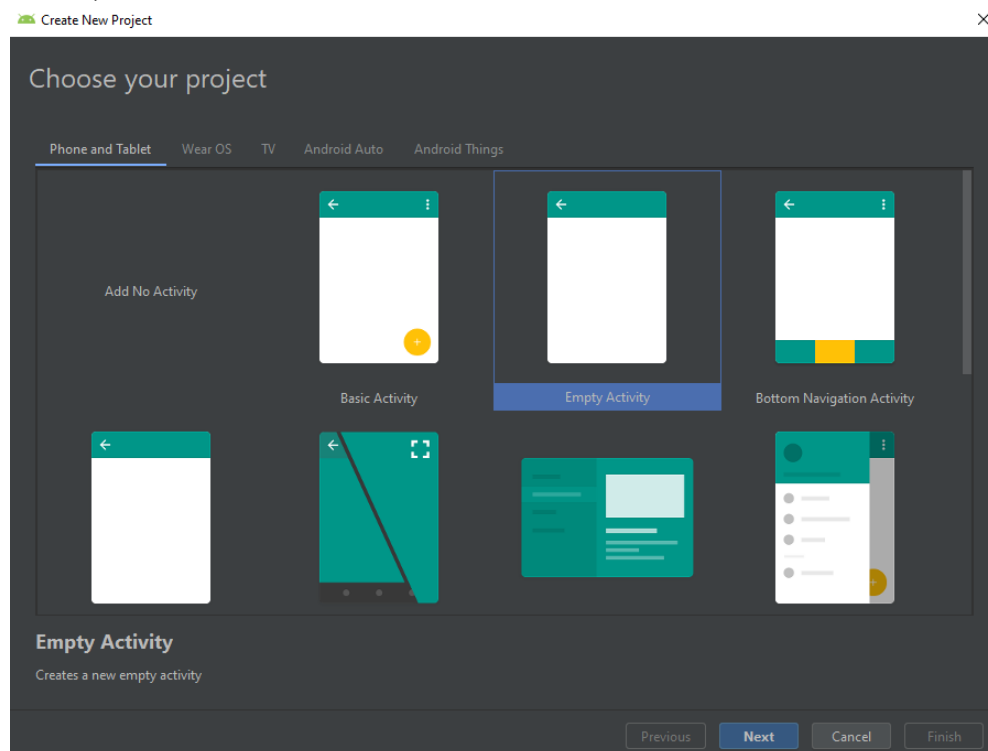 Create New Project
Choose your project
Phone and Tablet Wear OS TV Android Auto Android Things
Add No Activity
Basic Activity
Empty Activity
Bottom Navigation Activity
Empty Activity
Creates a new empty activity
Previous Next Cancel Finish